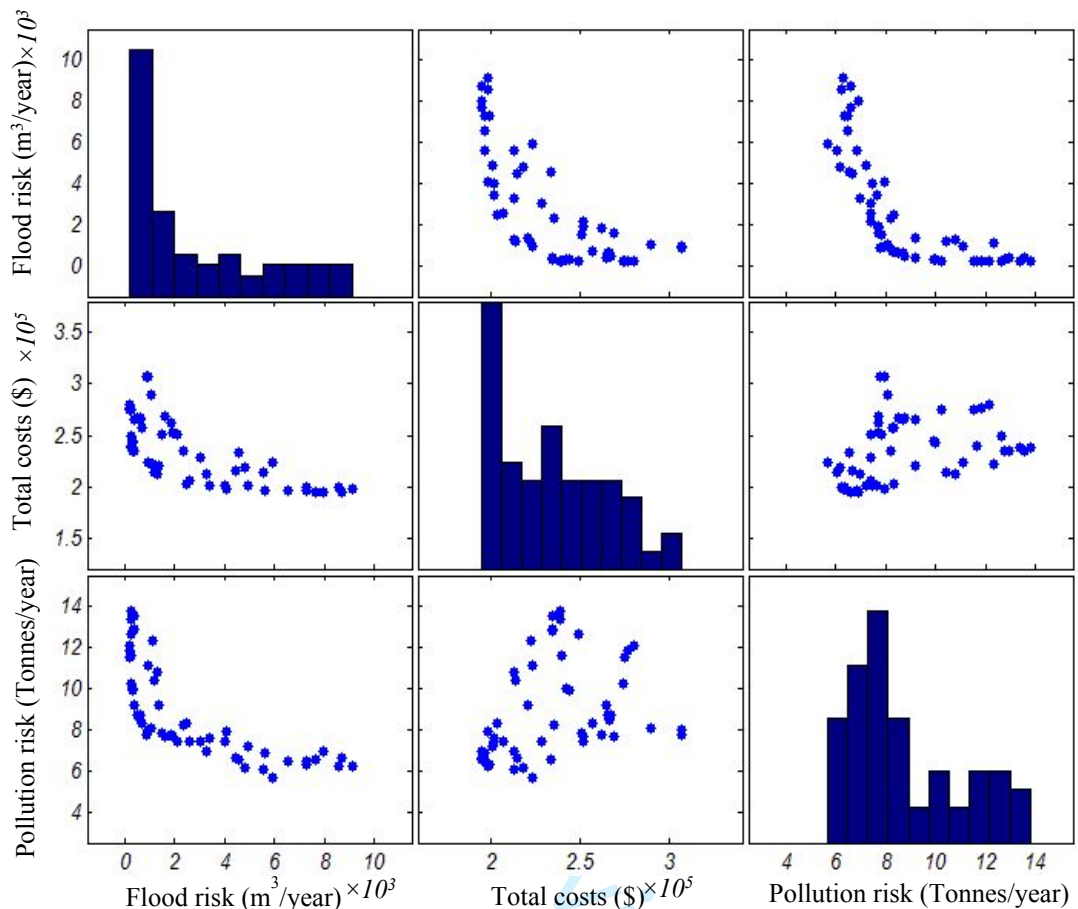 Flood risk (m³/year)×10³
10
8
6
4
2
0
Total costs ($) ×10⁵
3.5
3
2.5
2
1.5
Pollution risk (Tonnes/year)
14
12
10
8
6
4
0 2 4 6 8 10
2 2.5 3
4 6 8 10 12 14
Flood risk (m³/year) ×10³
Total costs ($) ×10⁵
Pollution risk (Tonnes/year)